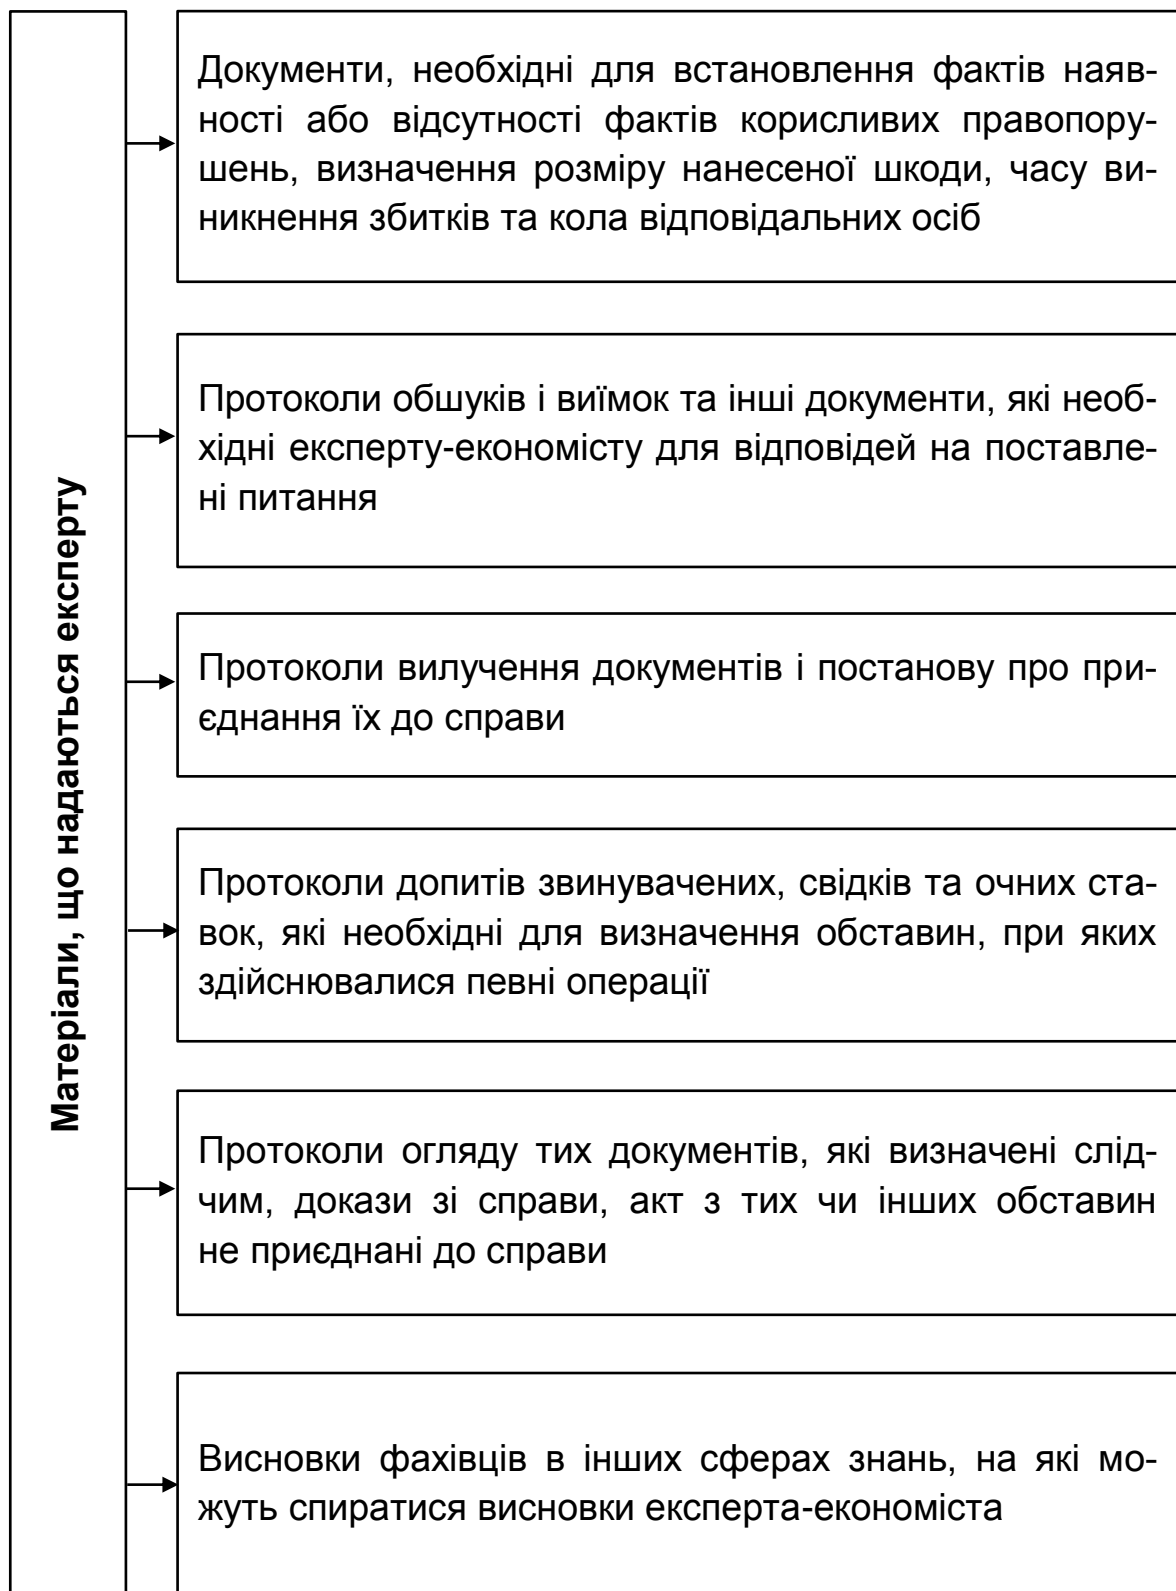 Матеріали, що надаються експерту
Документи, необхідні для встановлення фактів наяв-
ності або відсутності фактів корисливих правопору-
шень, визначення розміру нанесеної шкоди, часу ви-
никнення збитків та кола відповідальних осіб
Протоколи обшуків і виїмок та інші документи, які необ-
хідні експерту-економісту для відповідей на поставле-
ні питання
Протоколи вилучення документів і постанову про при-
єднання їх до справи
Протоколи допитів звинувачених, свідків та очних ста-
вок, які необхідні для визначення обставин, при яких
здійснювалися певні операції
Протоколи огляду тих документів, які визначені слід-
чим, докази зі справи, акт з тих чи інших обставин
не приєднані до справи
Висновки фахівців в інших сферах знань, на які мо-
жуть спиратися висновки експерта-економіста